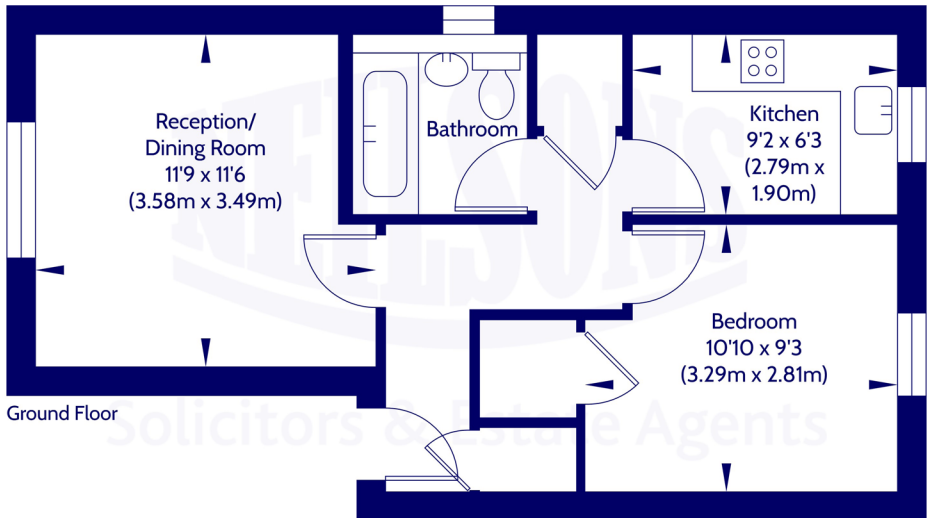 Reception/
Dining Room
11'9 x 11'6
(3.58m x 3.49m)
Bathroom
Kitchen
9'2 x 6'3
(2.79m x
1.90m)
Bedroom
10'10 x 9'3
(3.29m x 2.81m)
Ground Floor
NEILSONS
Solicitors & Estate Agents